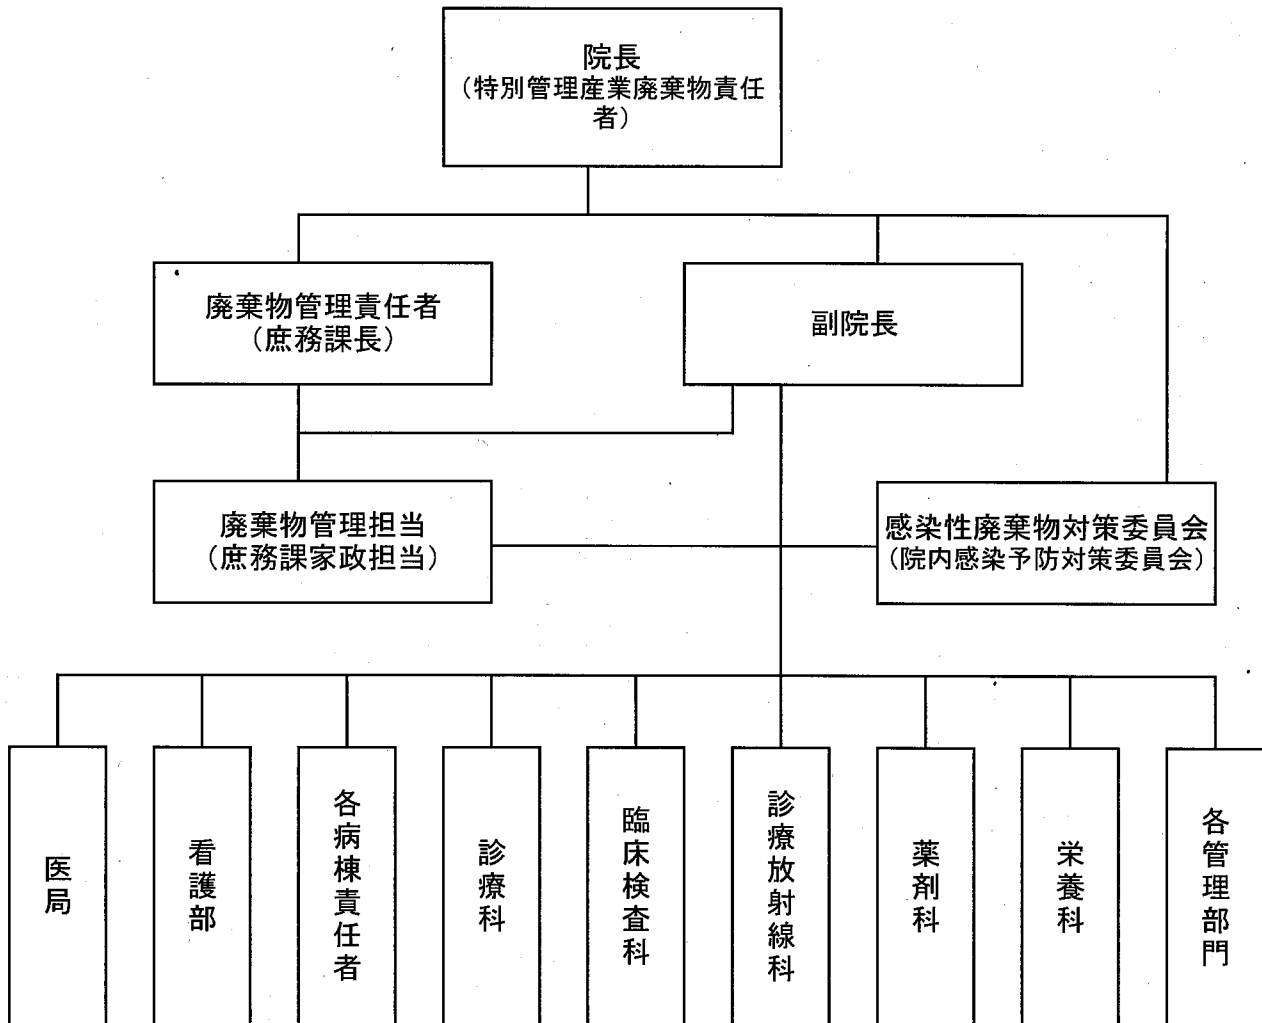 院長
（特別管理産業廃棄物責任
者）
廃棄物管理責任者
（庶務課長）
副院長
廃棄物管理担当
（庶務課家政担当）
感染性廃棄物対策委員会
（院内感染予防対策委員会）
医局
看護部
各病棟責任者
診療科
臨床検査科
診療放射線科
薬剤科
栄養科
各管理部門